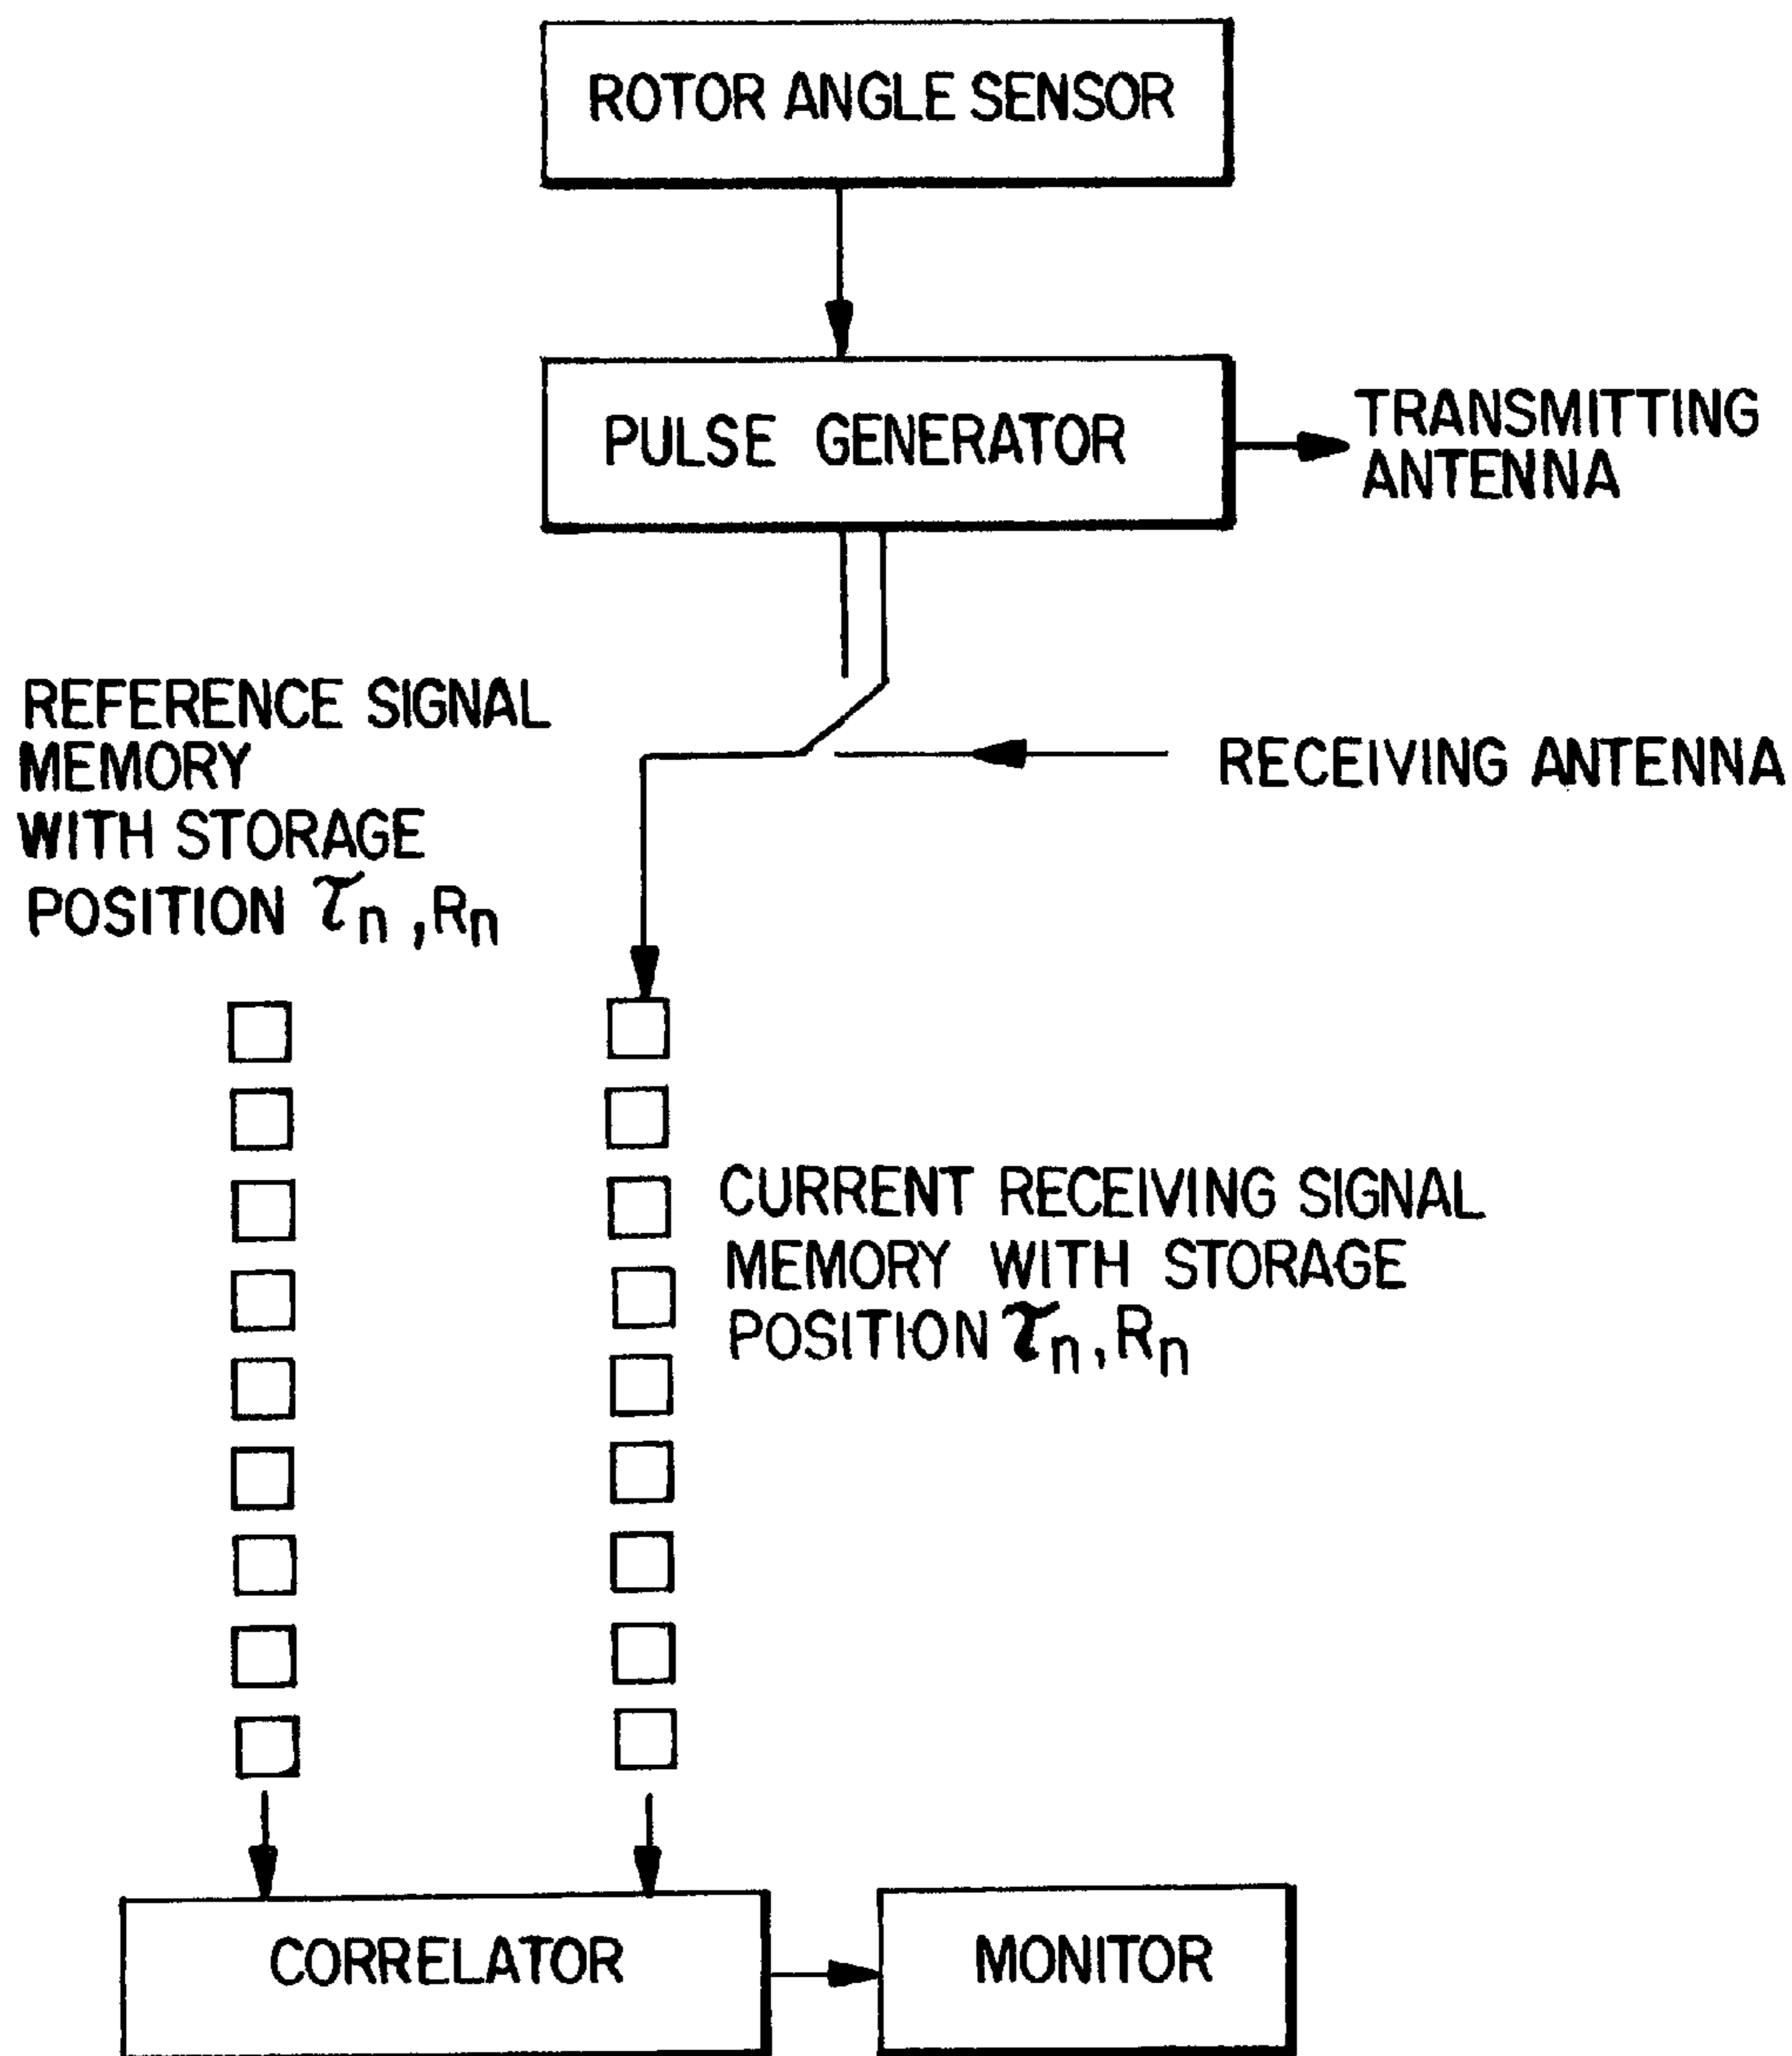 ROTOR ANGLE SENSOR
PULSE GENERATOR
TRANSMITTING
ANTENNA
REFERENCE SIGNAL
MEMORY
WITH STORAGE
POSITION τn ,Rn
RECEIVING ANTENNA
CURRENT RECEIVING SIGNAL
MEMORY WITH STORAGE
POSITION τn, Rn
CORRELATOR
MONITOR